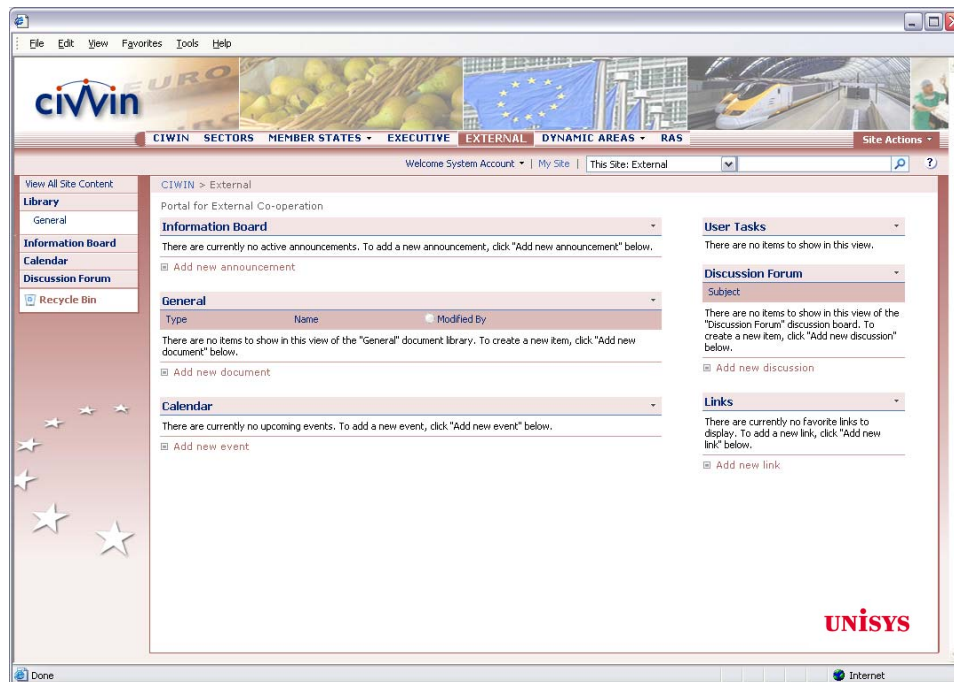 File Edit View Favorites Tools Help
EURO
ciwin
CIWIN SECTORS MEMBER STATES EXECUTIVE EXTERNAL DYNAMIC AREAS RAS
Site Actions
Welcome System Account | My Site | This Site: External
View All Site Content
Library
General
Information Board
Calendar
Discussion Forum
Recycle Bin
CIWIN > External
Portal for External Co-operation
Information Board
There are currently no active announcements. To add a new announcement, click "Add new announcement" below.
Add new announcement
General
Type Name Modified By
There are no items to show in this view of the "General" document library. To create a new item, click "Add new
document" below.
Add new document
Calendar
There are currently no upcoming events. To add a new event, click "Add new event" below.
Add new event
User Tasks
There are no items to show in this view.
Discussion Forum
Subject
There are no items to show in this view of the
"Discussion Forum" discussion board. To
create a new item, click "Add new discussion"
below.
Add new discussion
Links
There are currently no favorite links to
display. To add a new link, click "Add new
link" below.
Add new link
UNISYS
Done
Internet